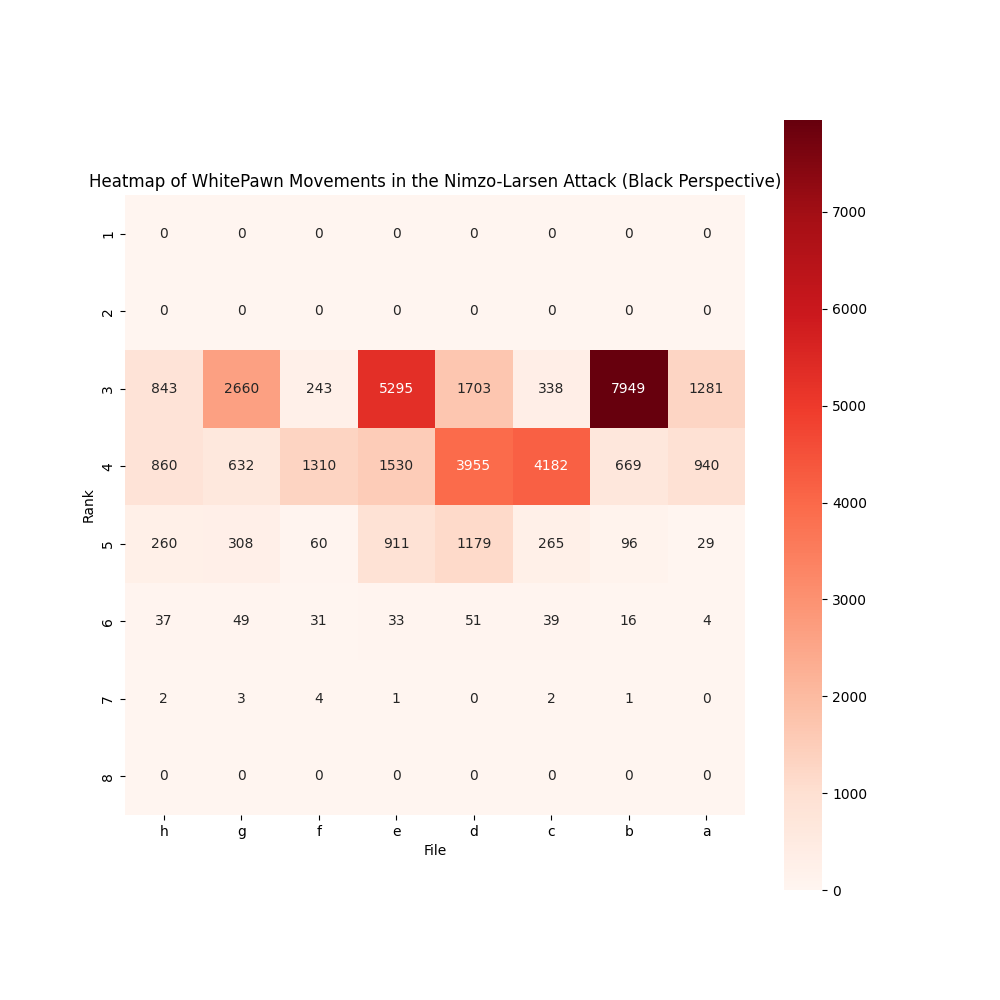 Heatmap of WhitePawn Movements in the Nimzo-Larsen Attack (Black Perspective)
1 0 0 0 0 0 0 0 0
2 0 0 0 0 0 0 0 0
3 843 2660 243 5295 1703 338 7949 1281
4 860 632 1310 1530 3955 4182 669 940
5 260 308 60 911 1179 265 96 29
6 37 49 31 33 51 39 16 4
7 2 3 4 1 0 2 1 0
8 0 0 0 0 0 0 0 0
h g f e d c b a
File
Rank
7000
6000
5000
4000
3000
2000
1000
0